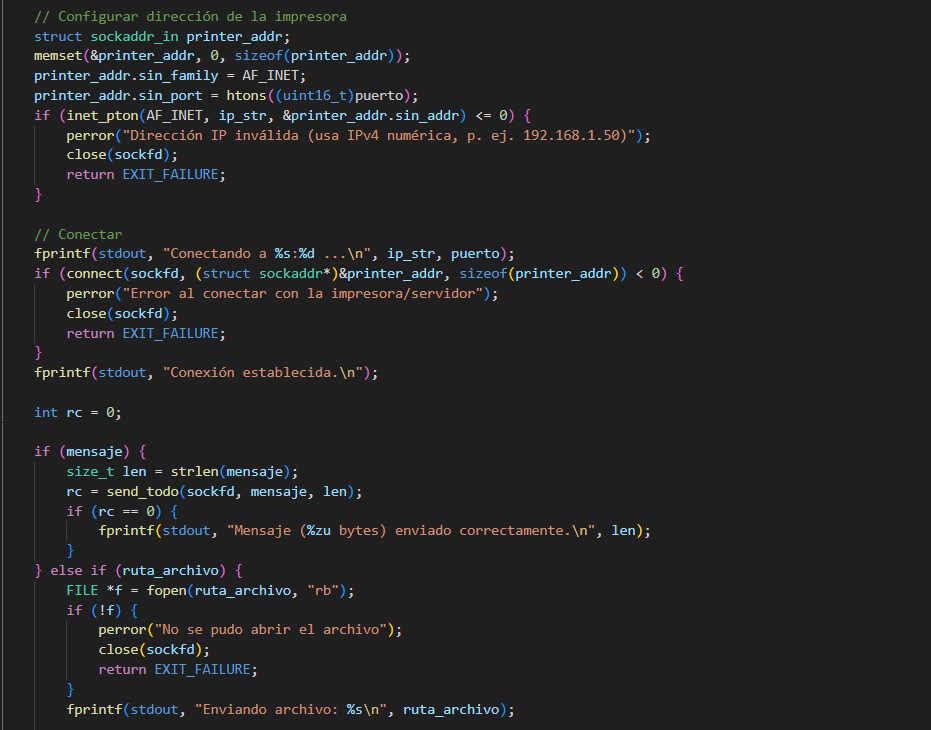 // Configurar dirección de la impresora
struct sockaddr_in printer_addr;
memset(&printer_addr, 0, sizeof(printer_addr));
printer_addr.sin_family = AF_INET;
printer_addr.sin_port = htons((uint16_t)puerto);
if (inet_pton(AF_INET, ip_str, &printer_addr.sin_addr) <= 0) {
    perror("Dirección IP inválida (usa IPv4 numérica, p. ej. 192.168.1.50)");
    close(sockfd);
    return EXIT_FAILURE;
}

// Conectar
fprintf(stdout, "Conectando a %s:%d ...\n", ip_str, puerto);
if (connect(sockfd, (struct sockaddr*)&printer_addr, sizeof(printer_addr)) < 0) {
    perror("Error al conectar con la impresora/servidor");
    close(sockfd);
    return EXIT_FAILURE;
}
fprintf(stdout, "Conexión establecida.\n");

int rc = 0;

if (mensaje) {
    size_t len = strlen(mensaje);
    rc = send_todo(sockfd, mensaje, len);
    if (rc == 0) {
        fprintf(stdout, "Mensaje (%zu bytes) enviado correctamente.\n", len);
    }
} else if (ruta_archivo) {
    FILE *f = fopen(ruta_archivo, "rb");
    if (!f) {
        perror("No se pudo abrir el archivo");
        close(sockfd);
        return EXIT_FAILURE;
    }
    fprintf(stdout, "Enviando archivo: %s\n", ruta_archivo);